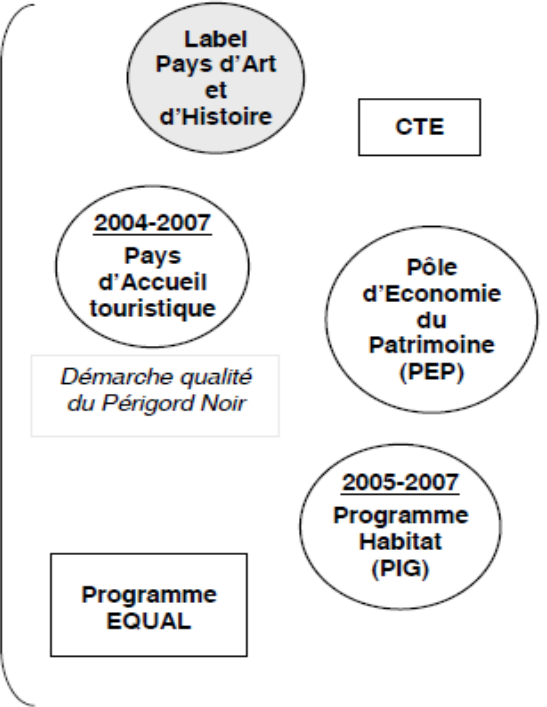 Label
Pays d'Art
et
d'Histoire
CTE
2004-2007
Pays
d'Accueil
touristique
Pôle
d'Economie
du
Patrimoine
(PEP)
Démarche qualité
du Périgord Noir
2005-2007
Programme
Habitat
(PIG)
Programme
EQUAL